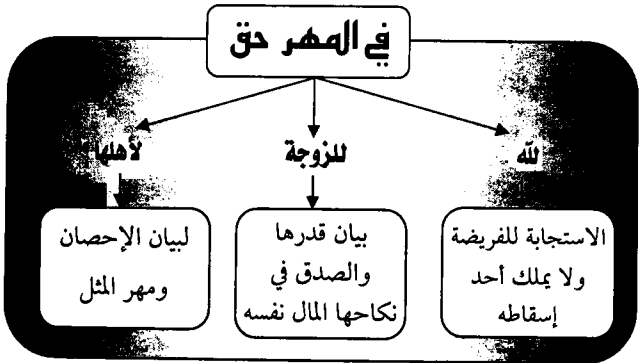 في المهر حق
لله
للزوجة
لأهلها
الاستجابة للفريضة
ولا يملك أحد
إسقاطه
بيان قدرها
والصدق في
نكاحها المال نفسه
لبيان الإحصان
ومهر المثل